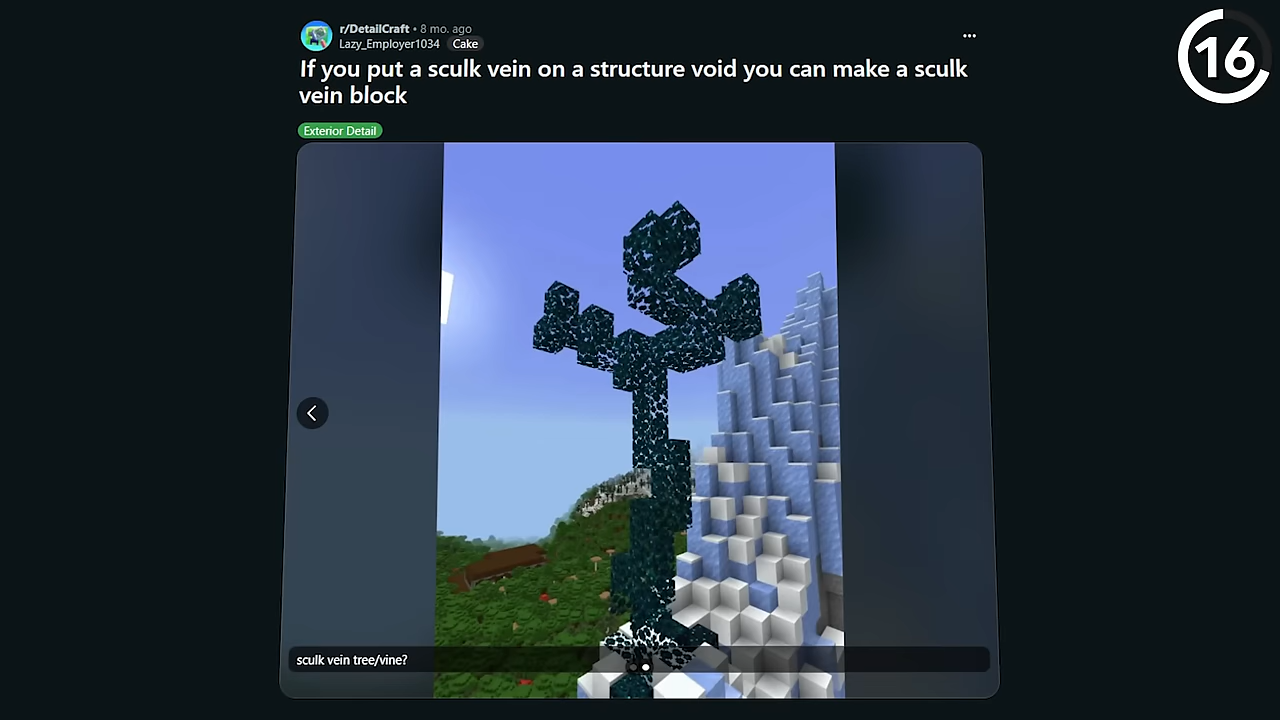 r/DetailCraft • 8 mo. ago
Lazy_Employer1034 Cake
If you put a sculk vein on a structure void you can make a sculk
vein block
Exterior Detail
sculk vein tree/vine?
16